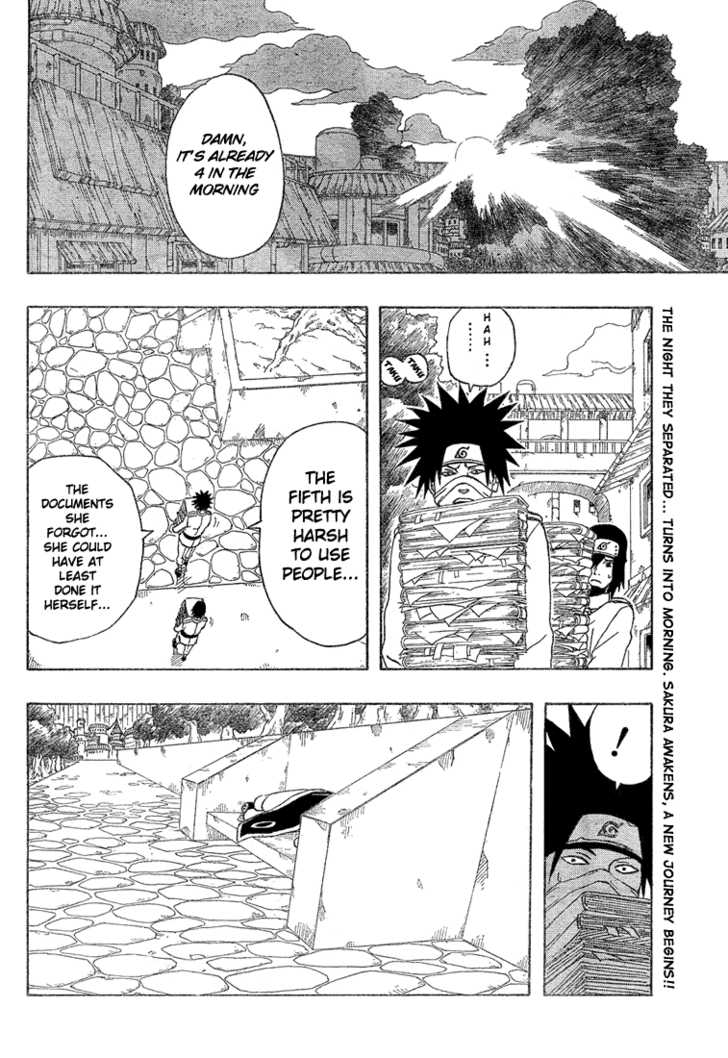 DAMN,
IT'S ALREADY
4 IN THE
MORNING
HAH...
......
TAKU
TAKU
THE
FIFTH IS
PRETTY
HARSH
TO USE
PEOPLE...
THE
DOCUMENTS
SHE
FORGOT...
SHE COULD
HAVE AT
LEAST
DONE IT
HERSELF...
!
THE NIGHT THEY SEPARATED... TURNS INTO MORNING. SAKURA AWAKENS, A NEW JOURNEY BEGINS!!